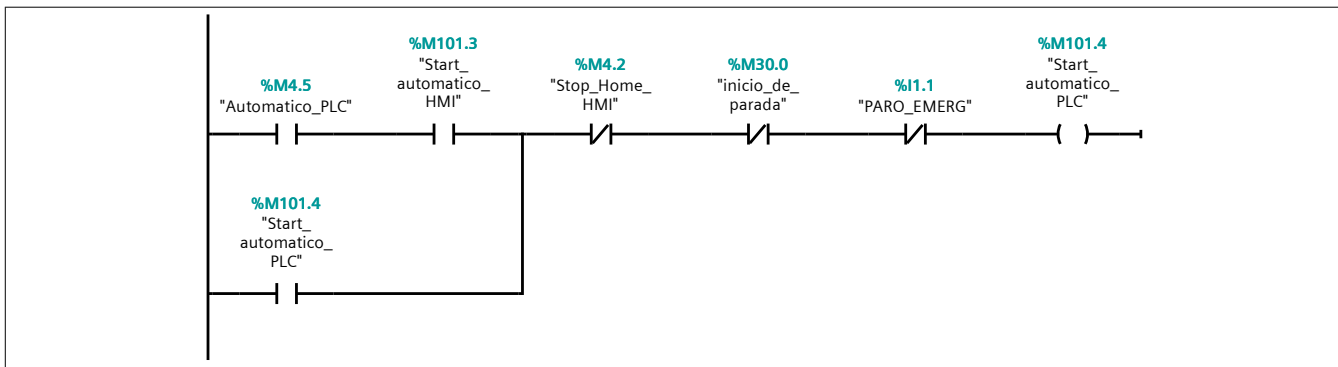 %M4.5
"Automatico_PLC"
%M101.3
"Start_
automatico_
HMI"
%M4.2
"Stop_Home_
HMI"
%M30.0
"inicio_de_
parada"
%I1.1
"PARO_EMERG"
%M101.4
"Start_
automatico_
PLC"
%M101.4
"Start_
automatico_
PLC"